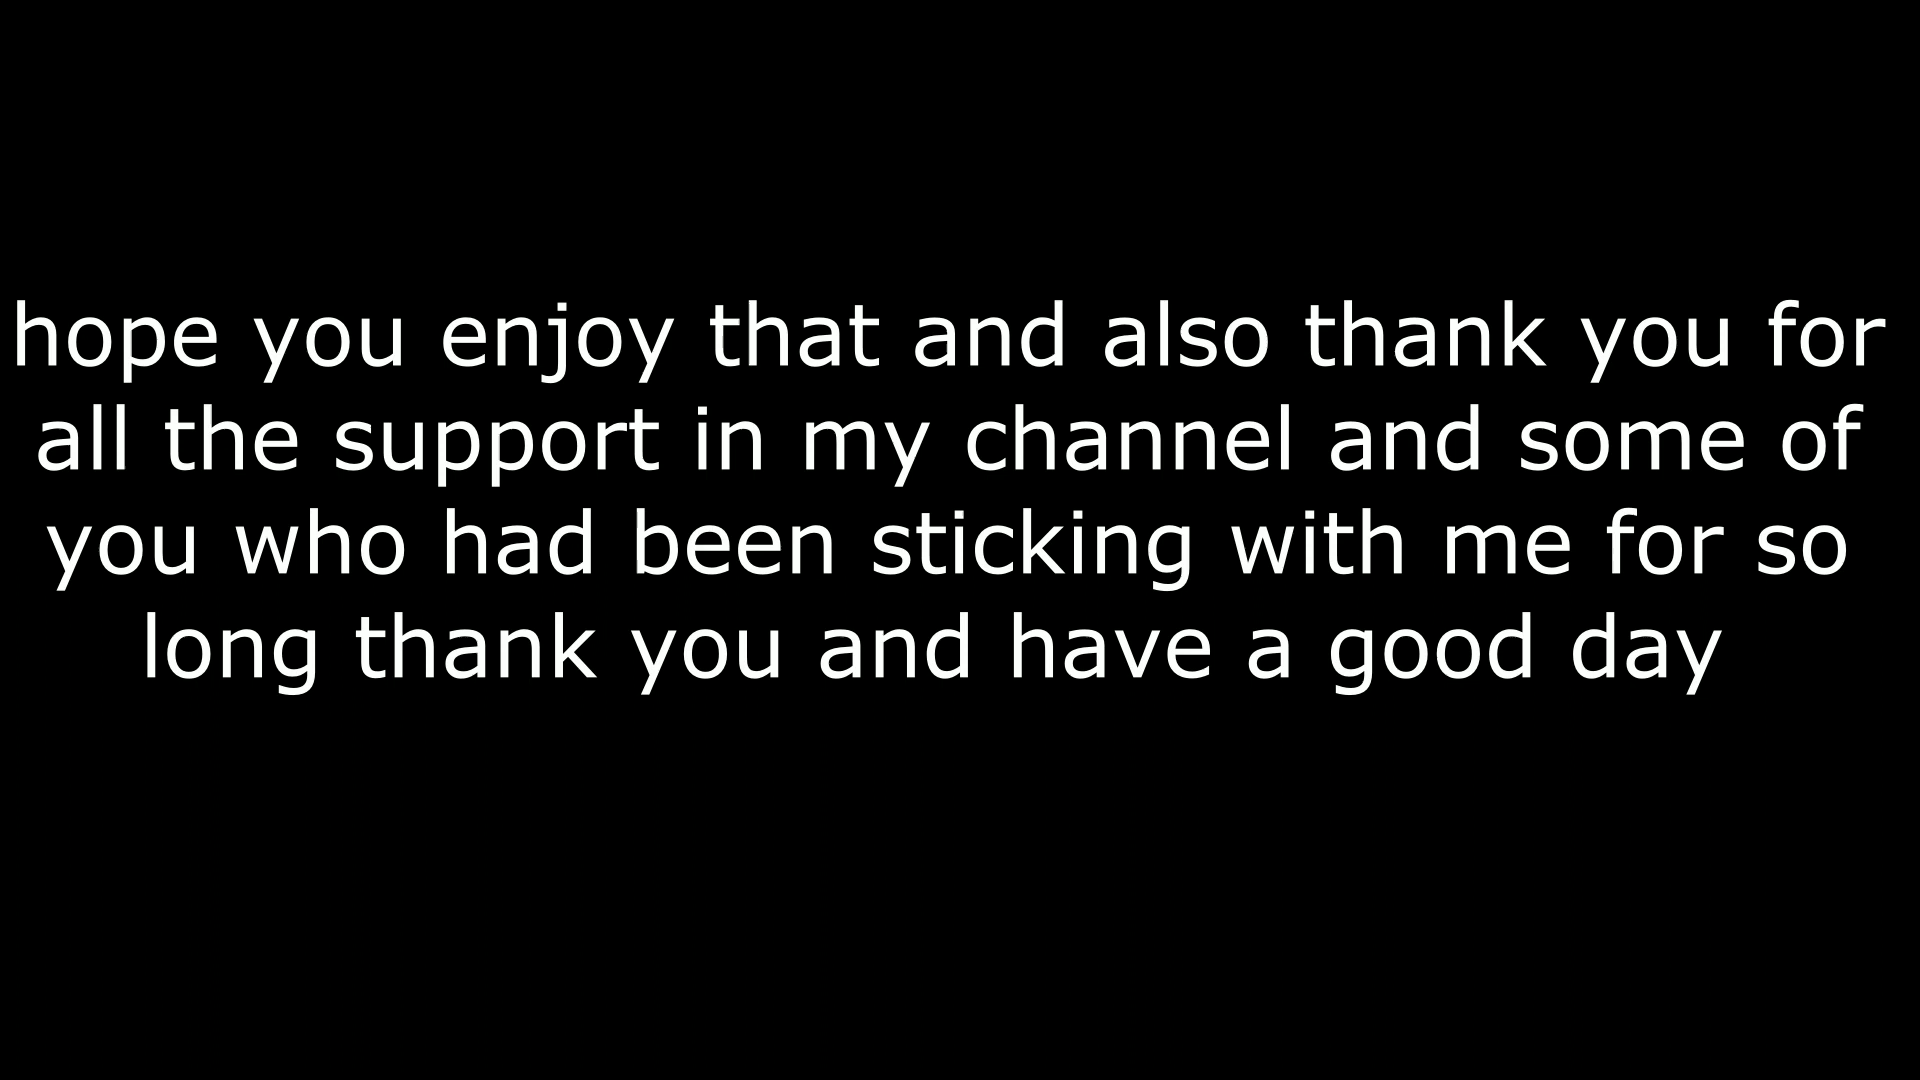 hope you enjoy that and also thank you for
all the support in my channel and some of
you who had been sticking with me for so
long thank you and have a good day